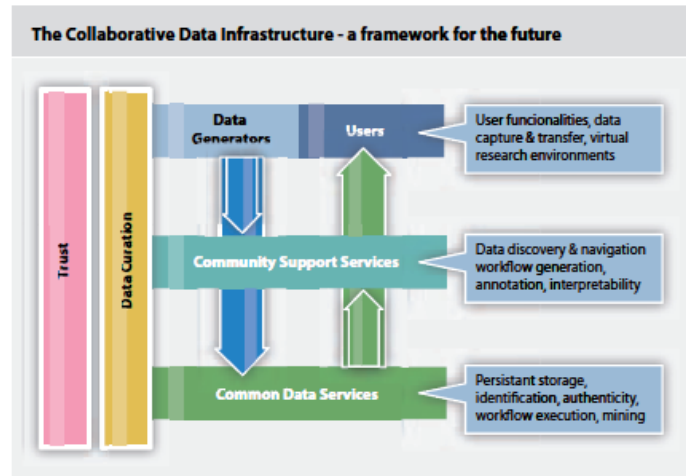 The Collaborative Data Infrastructure - a framework for the future
Trust
Data Curation
Data
Generators
Users
User funcionalities, data
capture & transfer, virtual
research environments
Community Support Services
Data discovery & navigation
workflow generation,
annotation, interpretability
Common Data Services
Persistant storage,
identification, authenticity,
workflow execution, mining